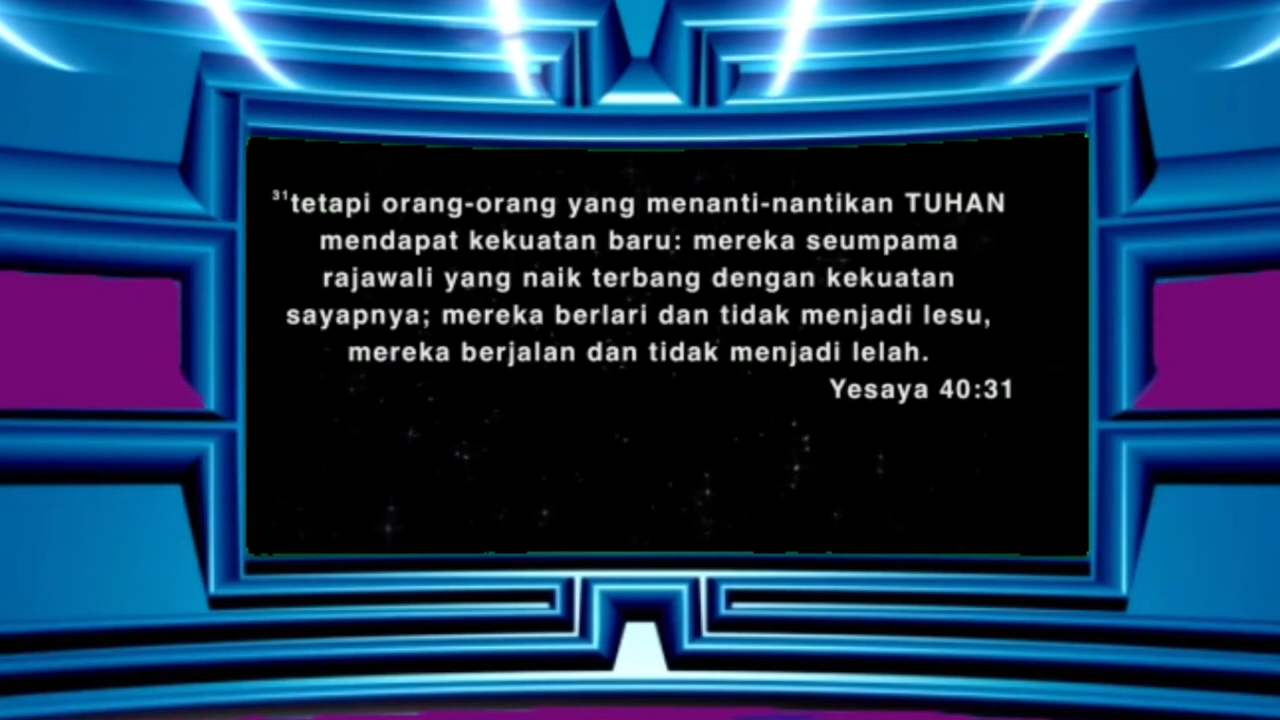 ³¹tetapi orang-orang yang menanti-nantikan TUHAN
mendapat kekuatan baru: mereka seumpama
rajawali yang naik terbang dengan kekuatan
sayapnya; mereka berlari dan tidak menjadi lesu,
mereka berjalan dan tidak menjadi lelah.
Yesaya 40:31